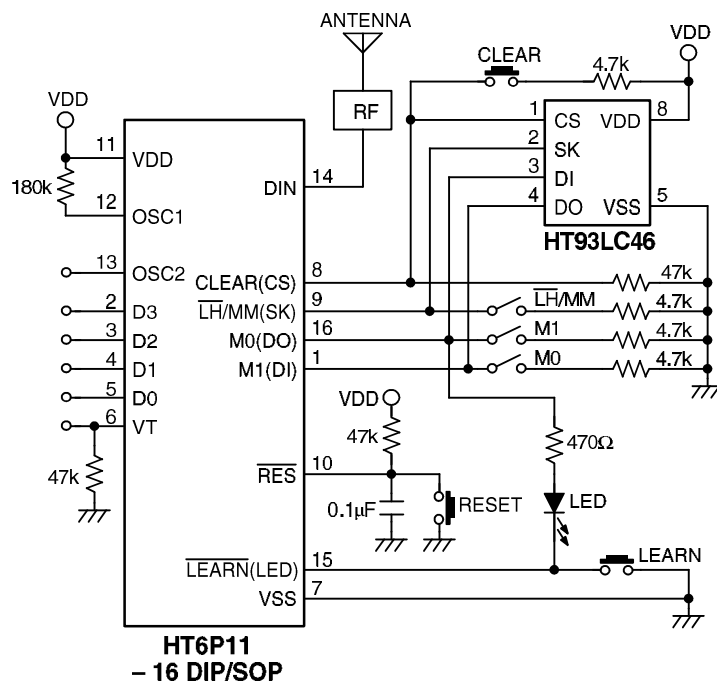 ANTENNA
VDD
CLEAR
4.7k
VDD
RF
1 CS VDD 8
2 SK
3 DI
4 DO VSS 5
HT93LC46
11 VDD
180k
12 OSC1
DIN 14
13 OSC2
CLEAR(CS) 8
47k
2 D3
L̅H̅/MM(SK) 9
L̅H̅/MM
4.7k
3 D2
M0(DO) 16
M1
4.7k
4 D1
M1(DI) 1
M0
4.7k
5 D0
6 VT
VDD
47k
47k
470Ω
R̅E̅S̅ 10
0.1µF
RESET
LED
L̅E̅A̅R̅N̅(LED) 15
LEARN
VSS 7
HT6P11
– 16 DIP/SOP